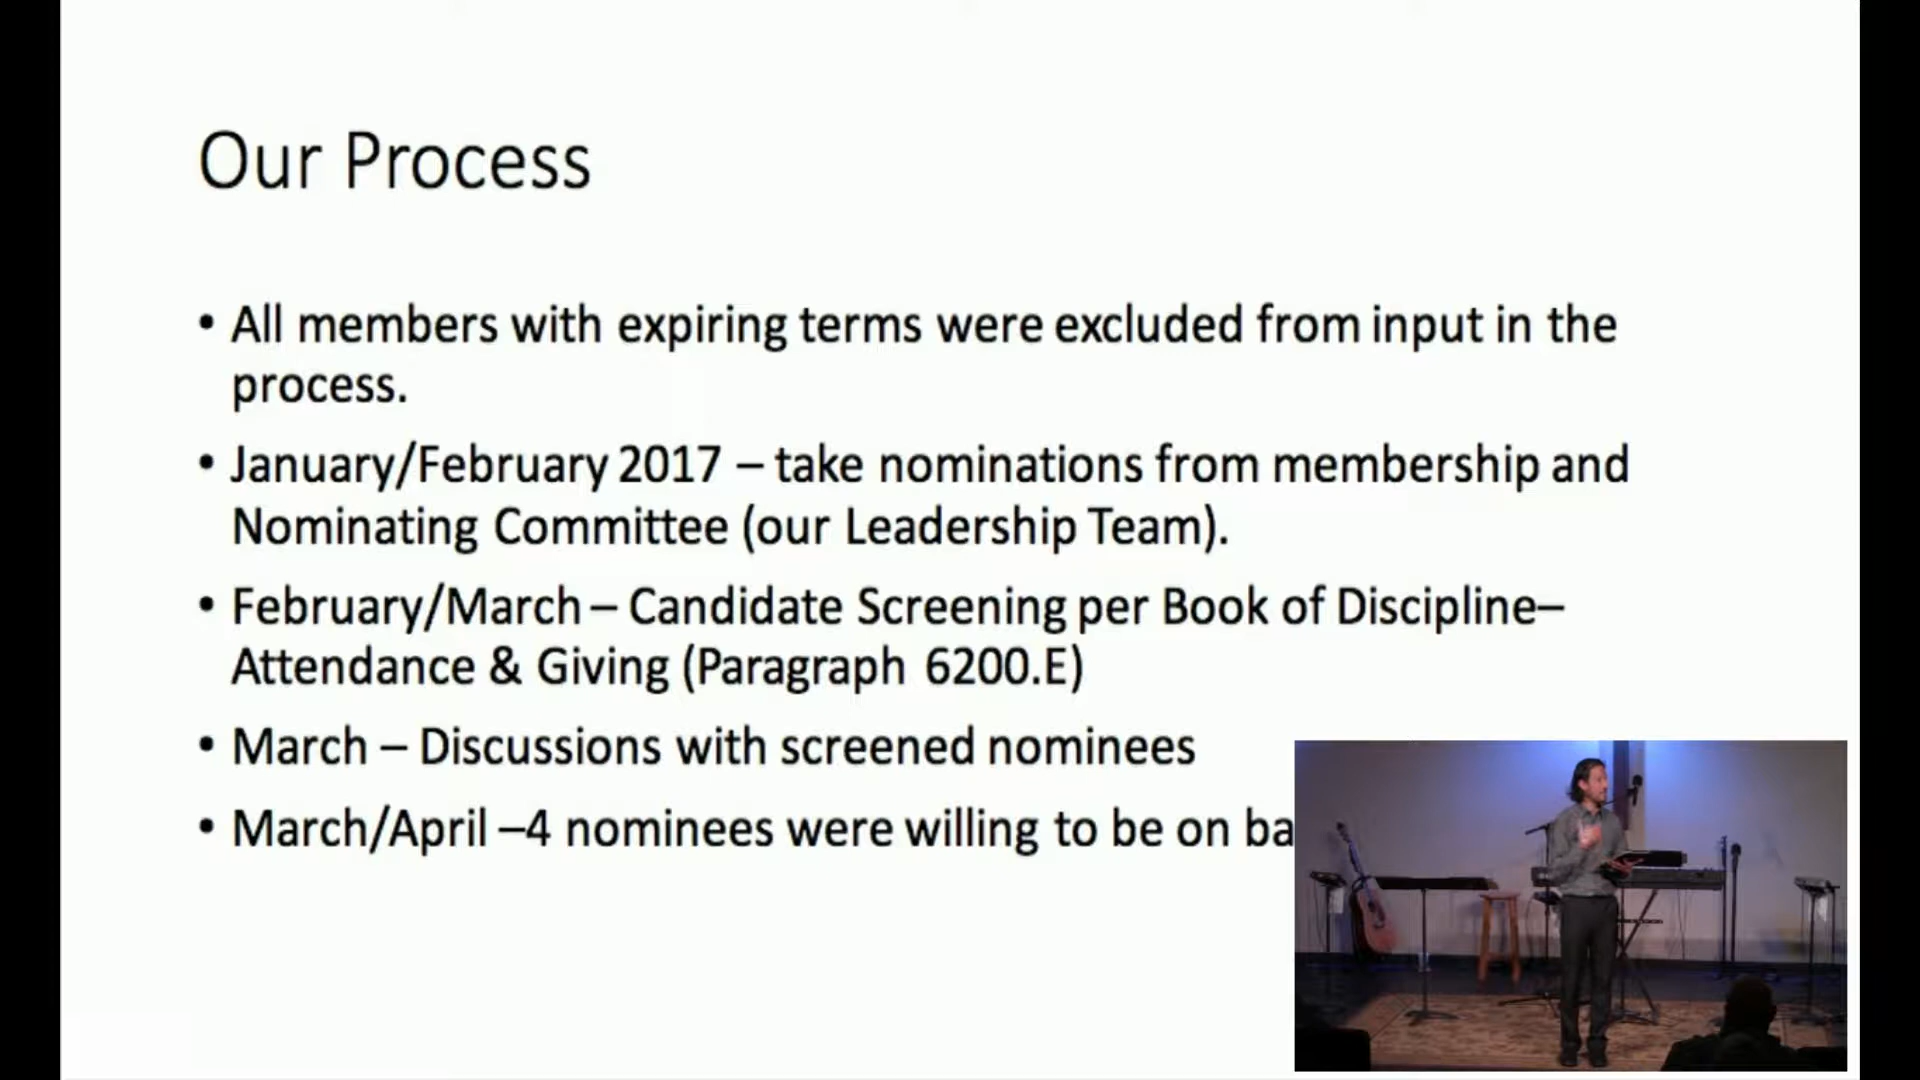 Our Process
• All members with expiring terms were excluded from input in the
process.
• January/February 2017 – take nominations from membership and
Nominating Committee (our Leadership Team).
• February/March – Candidate Screening per Book of Discipline–
Attendance & Giving (Paragraph 6200.E)
• March – Discussions with screened nominees
• March/April –4 nominees were willing to be on